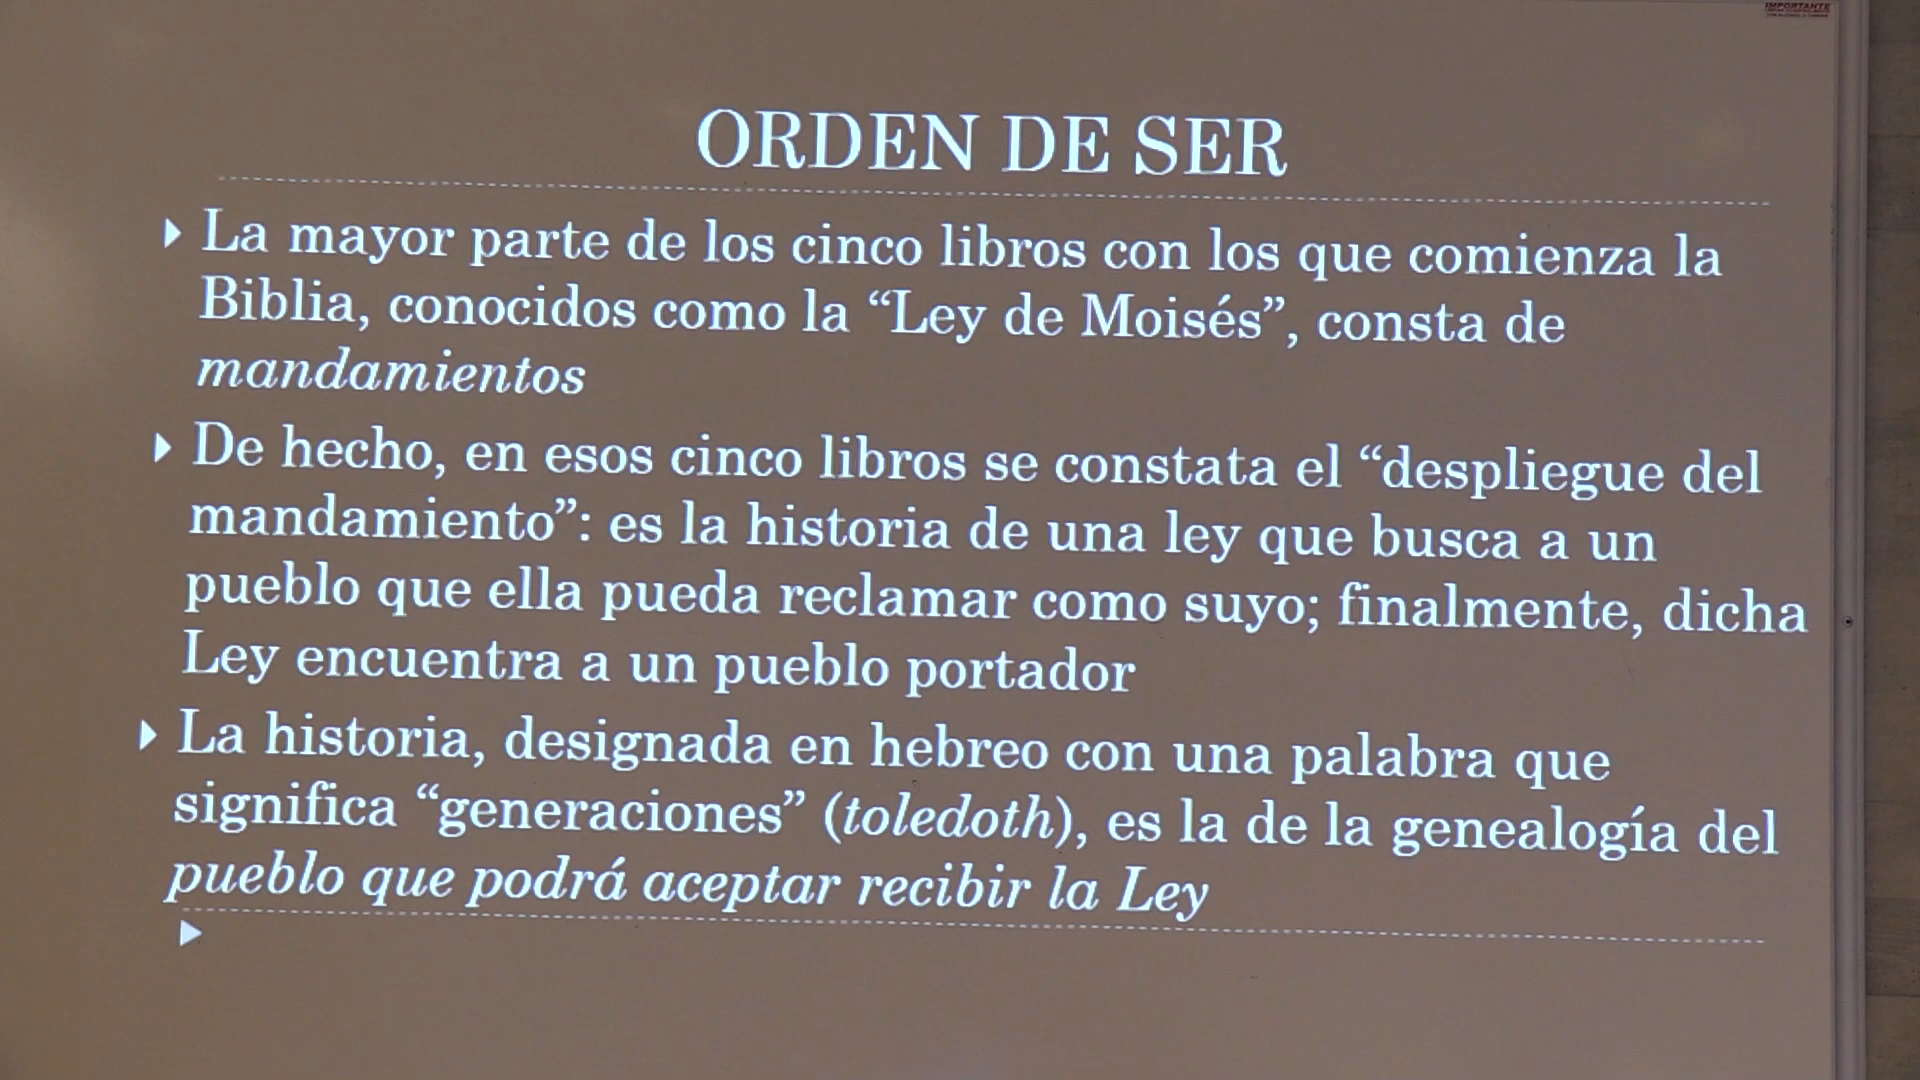 IMPORTANTE
ORDEN DE SER
La mayor parte de los cinco libros con los que comienza la
Biblia, conocidos como la “Ley de Moisés”, consta de
mandamientos
De hecho, en esos cinco libros se constata el “despliegue del
mandamiento”: es la historia de una ley que busca a un
pueblo que ella pueda reclamar como suyo; finalmente, dicha
Ley encuentra a un pueblo portador
La historia, designada en hebreo con una palabra que
significa “generaciones” (toledoth), es la de la genealogía del
pueblo que podrá aceptar recibir la Ley